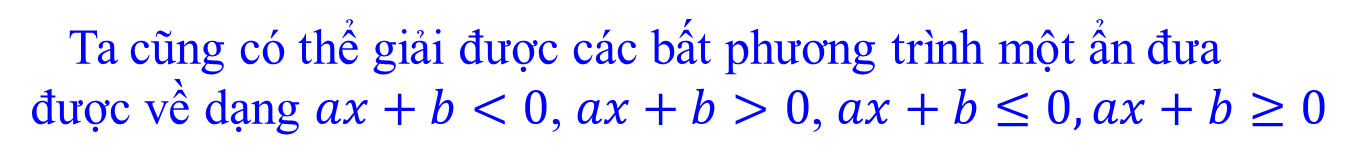 Ta cũng có thể giải được các bất phương trình một ẩn đưa
được về dạng ax + b < 0, ax + b > 0, ax + b ≤ 0, ax + b ≥ 0